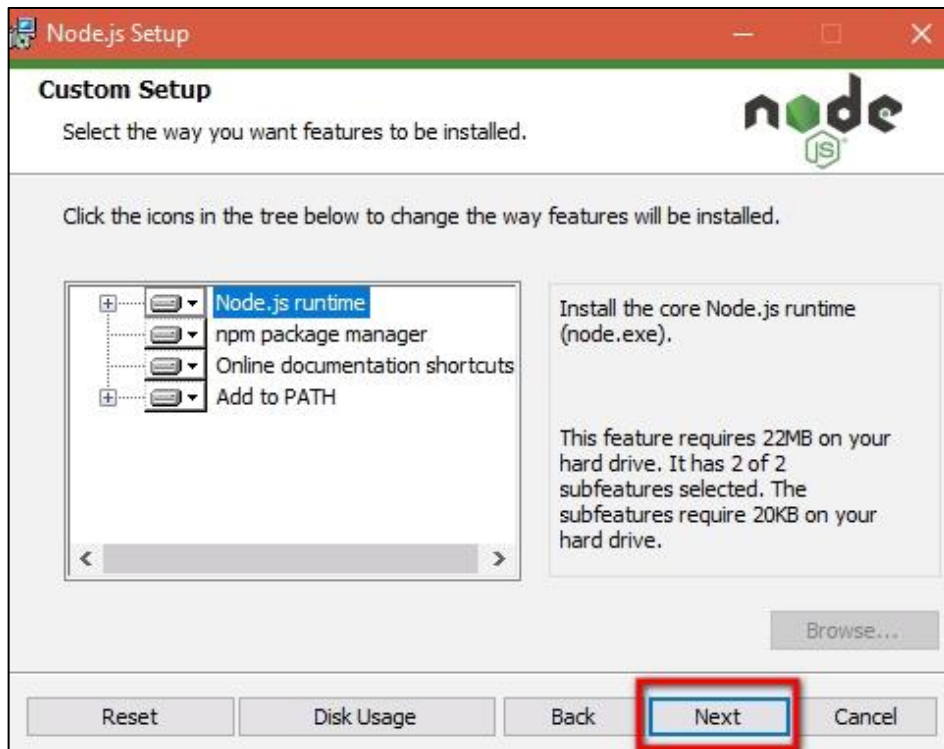 Node.js Setup
Custom Setup
Select the way you want features to be installed.
node
JS
Click the icons in the tree below to change the way features will be installed.
Node.js runtime
npm package manager
Online documentation shortcuts
Add to PATH
Install the core Node.js runtime
(node.exe).
This feature requires 22MB on your
hard drive. It has 2 of 2
subfeatures selected. The
subfeatures require 20KB on your
hard drive.
Browse...
Reset
Disk Usage
Back
Next
Cancel